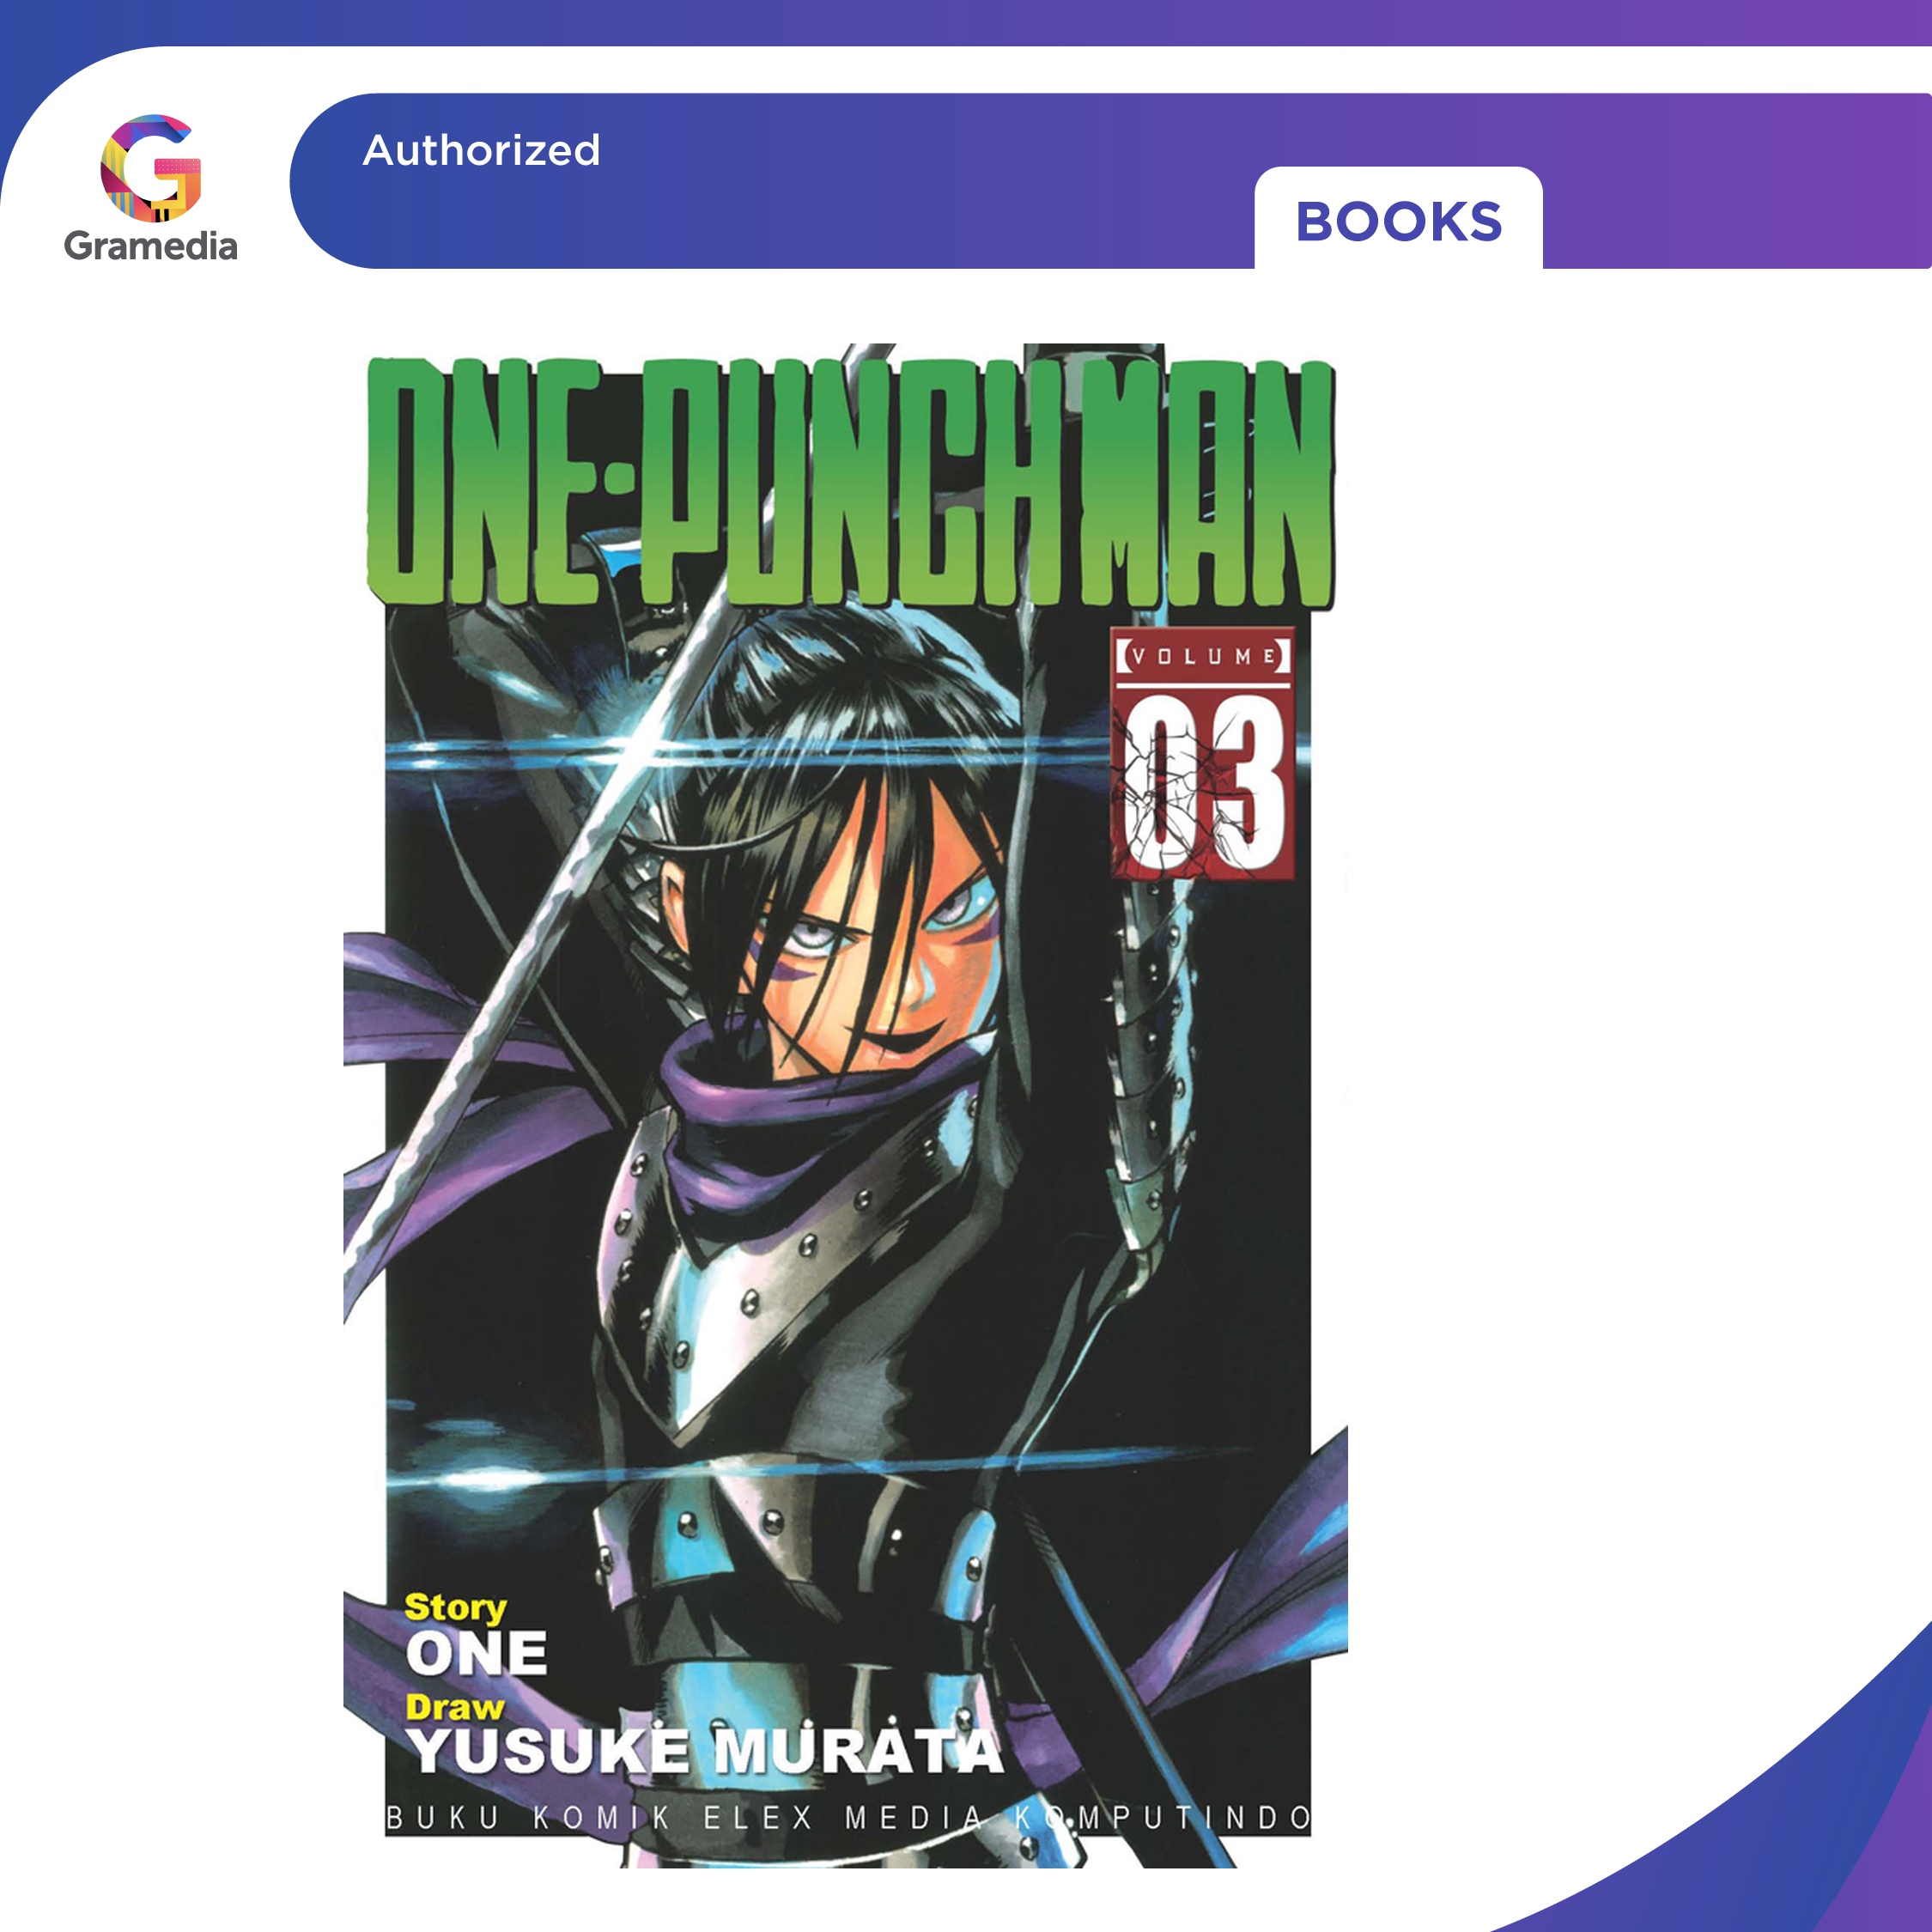 Gramedia
Authorized
BOOKS
ONE-PUNCH MAN
VOLUME
03
Story
ONE
Draw
YUSUKE MURATA
BUKU KOMIK ELEX MEDIA KOMPUTINDO